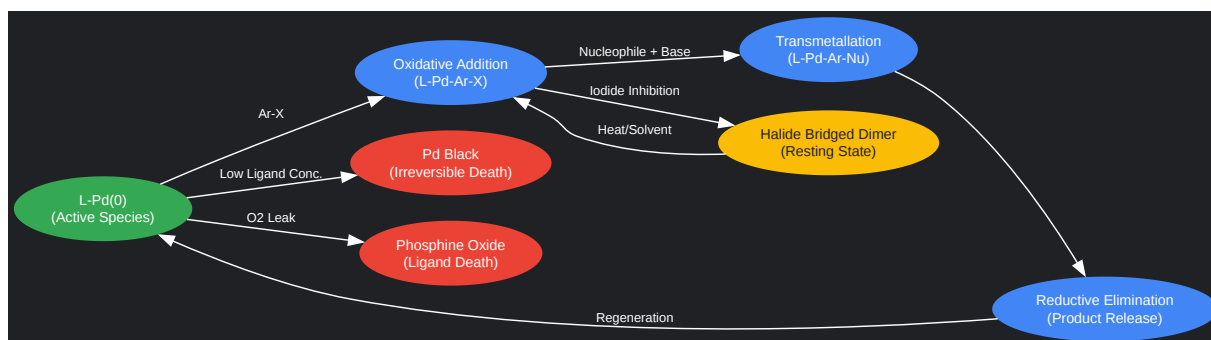 Transmetallation
(L-Pd-Ar-Nu)
Nucleophile + Base
Oxidative Addition
(L-Pd-Ar-X)
Iodide Inhibition
Ar-X
Heat/Solvent
Halide Bridged Dimer
(Resting State)
Pd Black
(Irreversible Death)
Low Ligand Conc.
L-Pd(0)
(Active Species)
O2 Leak
Phosphine Oxide
(Ligand Death)
Reductive Elimination
(Product Release)
Regeneration